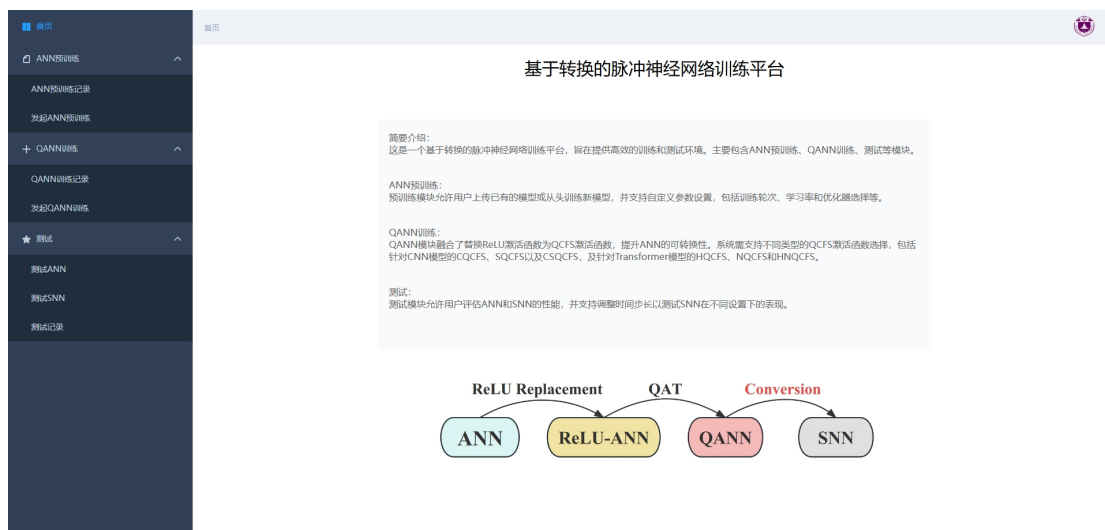 首页
ANN预训练
ANN预训练记录
发起ANN预训练
QANN训练
QANN训练记录
发起QANN训练
测试
测试ANN
测试SNN
测试记录
首页
基于转换的脉冲神经网络训练平台
简要介绍：
这是一个基于转换的脉冲神经网络训练平台，旨在提供高效的训练和测试环境。主要包含ANN预训练、QANN训练、测试等模块。
ANN预训练：
预训练模块允许用户上传已有的模型或从头训练新模型，并支持自定义参数设置，包括训练轮次、学习率和优化器选择等。
QANN训练：
QANN模块融合了替换ReLU激活函数为QCFS激活函数，提升ANN的可转换性。系统需支持不同类型的QCFS激活函数选择，包括
针对CNN模型的CQCFS、SQCFS以及CSQCFS，及针对Transformer模型的HQCFS、NQCFS和HNQCFS。
测试：
测试模块允许用户评估ANN和SNN的性能，并支持调整时间步长以测试SNN在不同设置下的表现。
ReLU Replacement QAT Conversion
ANN ReLU-ANN QANN SNN